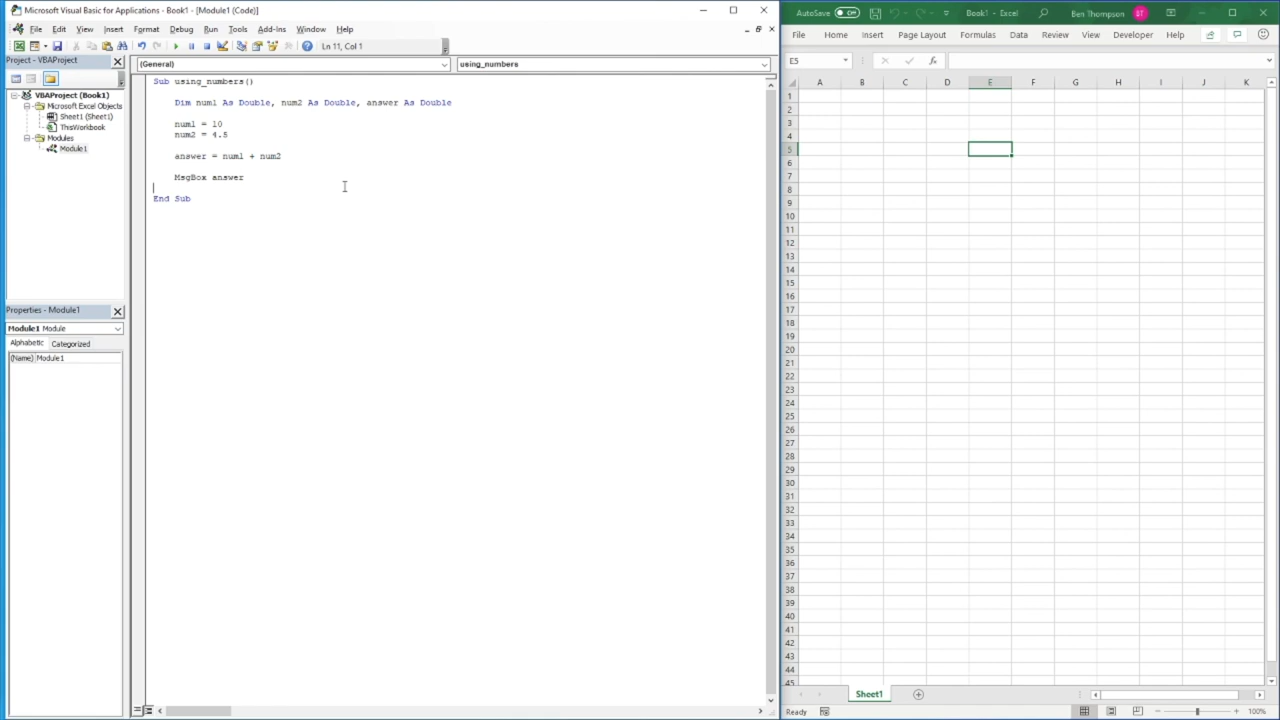 Microsoft Visual Basic for Applications - Book1 - [Module1 (Code)]
File Edit View Insert Format Debug Run Tools Add-Ins Window Help
Ln 11, Col 1
Project - VBAProject
VBAProject (Book1)
Microsoft Excel Objects
Sheet1 (Sheet1)
ThisWorkbook
Modules
Module1
Properties - Module1
Module1 Module
Alphabetic Categorized
(Name) Module1
(General) using_numbers
Sub using_numbers()
Dim num1 As Double, num2 As Double, answer As Double
num1 = 10
num2 = 4.5
answer = num1 + num2
MsgBox answer
End Sub
AutoSave Off Book1 - Excel Ben Thompson BT
File Home Insert Page Layout Formulas Data Review View Developer Help
E5 fx
A B C D E F G H I J K
1
2
3
4
5
6
7
8
9
10
11
12
13
14
15
16
17
18
19
20
21
22
23
24
25
26
27
28
29
30
31
32
33
34
35
36
37
38
39
40
41
42
43
44
45
Sheet1
Ready 100%